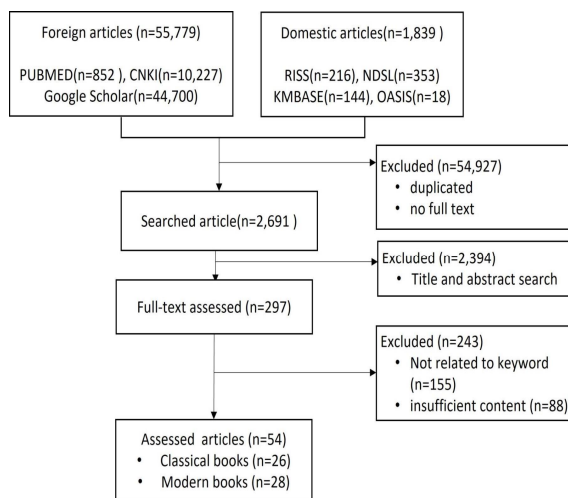 Foreign articles (n=55,779)
PUBMED(n=852 ), CNKI(n=10,227)
Google Scholar(n=44,700)
Domestic articles(n=1,839 )
RISS(n=216), NDSL(n=353)
KMBASE(n=144), OASIS(n=18)
Excluded (n=54,927)
• duplicated
• no full text
Searched article(n=2,691 )
Excluded (n=2,394)
• Title and abstract search
Full-text assessed (n=297)
Excluded (n=243)
• Not related to keyword
(n=155)
• insufficient content (n=88)
Assessed articles (n=54)
• Classical books (n=26)
• Modern books (n=28)